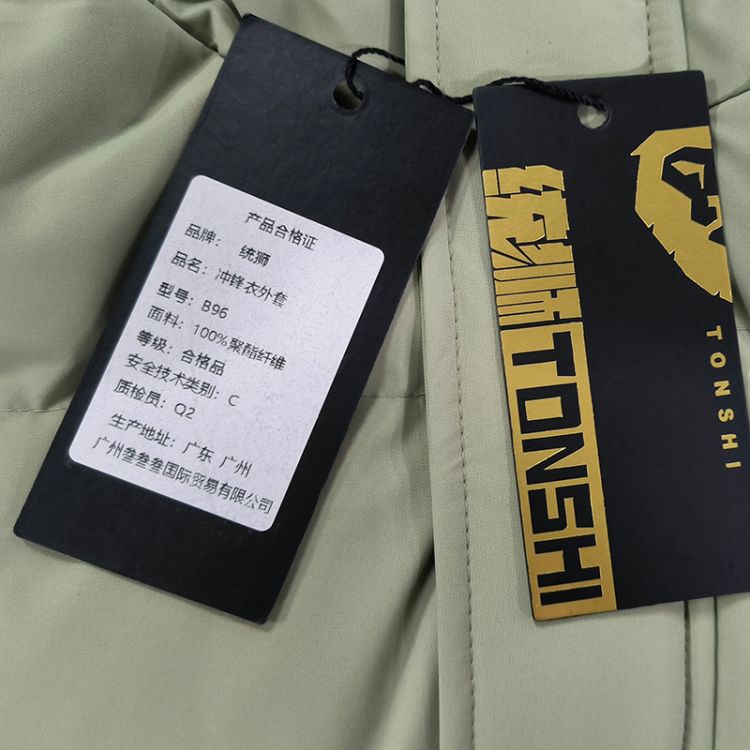 产品合格证
品牌： 统狮
品名：冲锋衣外套
型号：B96
面料：100%聚酯纤维
等级：合格品
安全技术类别：C
质检员：Q2
生产地址：广东 广州
广州叁叁叁国际贸易有限公司
统狮TONSHI
TONSHI